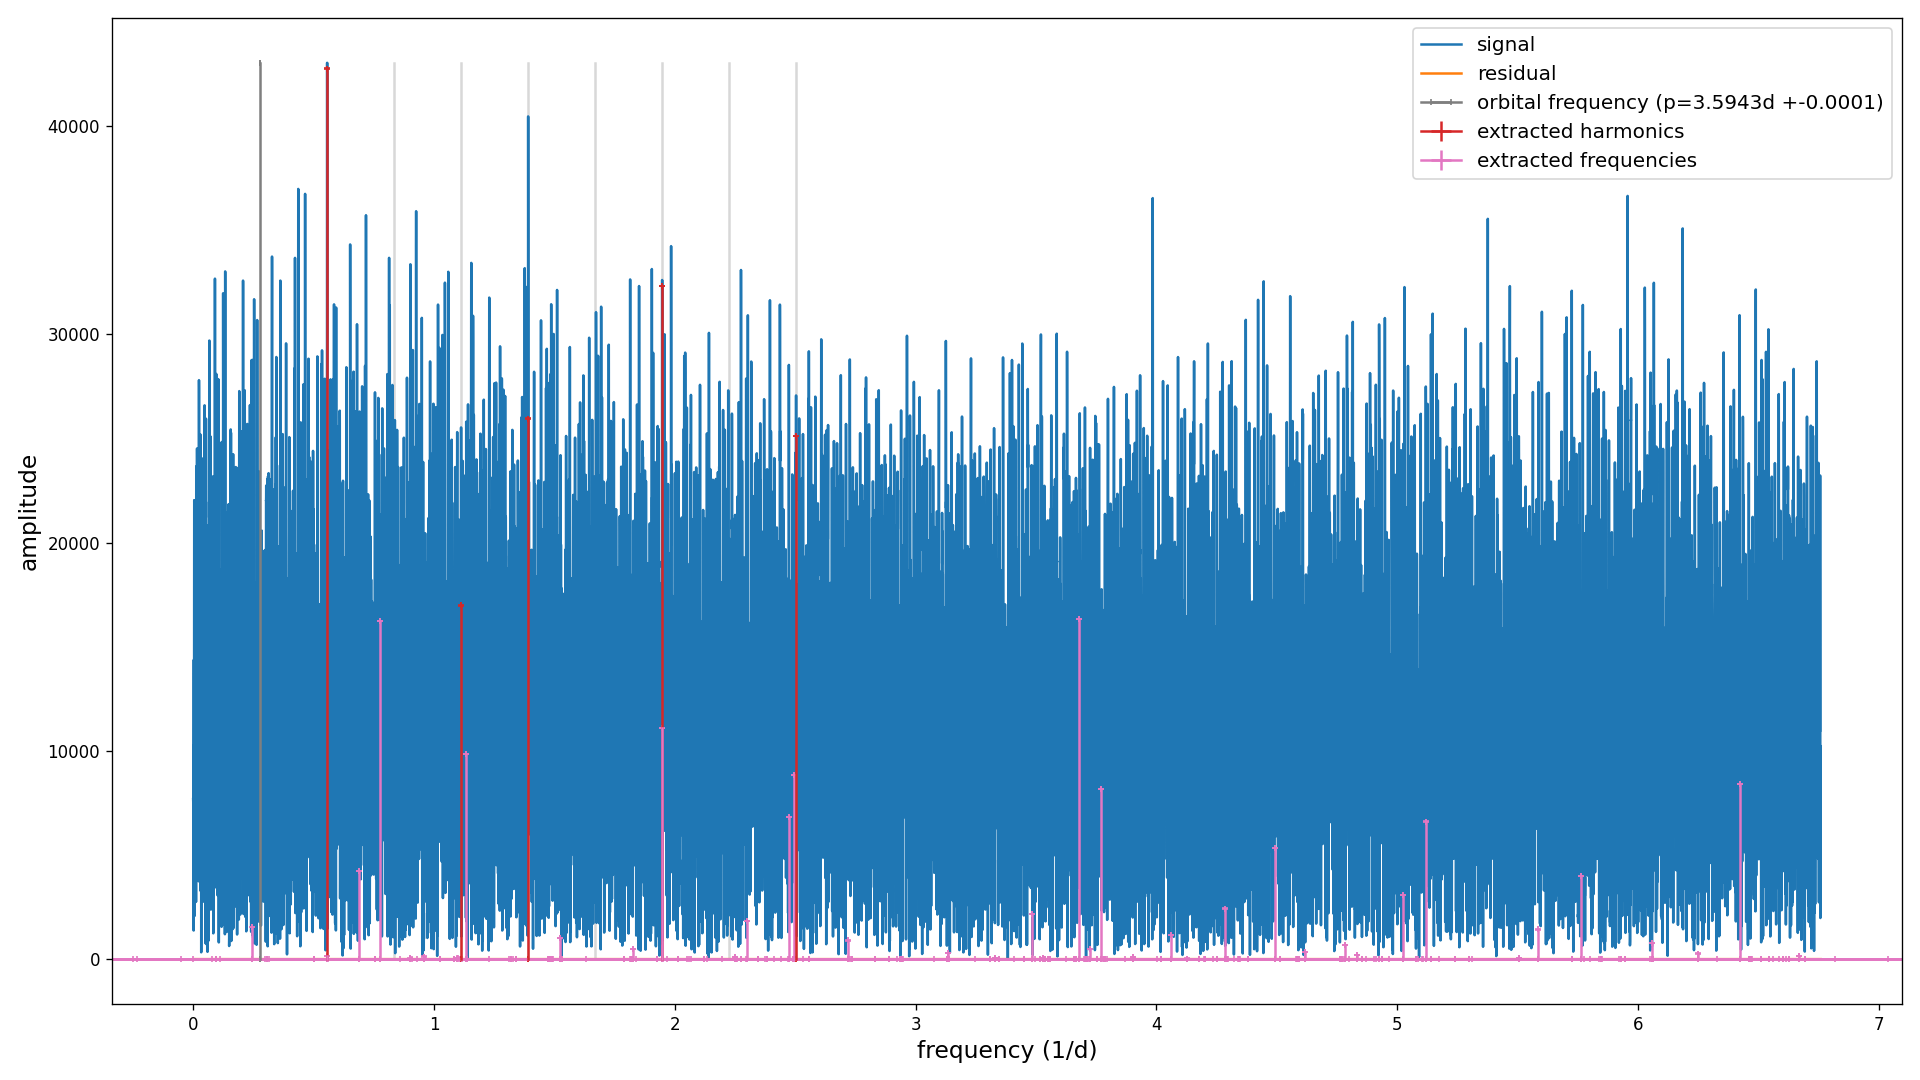 signal
residual
orbital frequency (p=3.5943d +-0.0001)
extracted harmonics
extracted frequencies
amplitude
40000
30000
20000
10000
0
0 1 2 3 4 5 6 7
frequency (1/d)